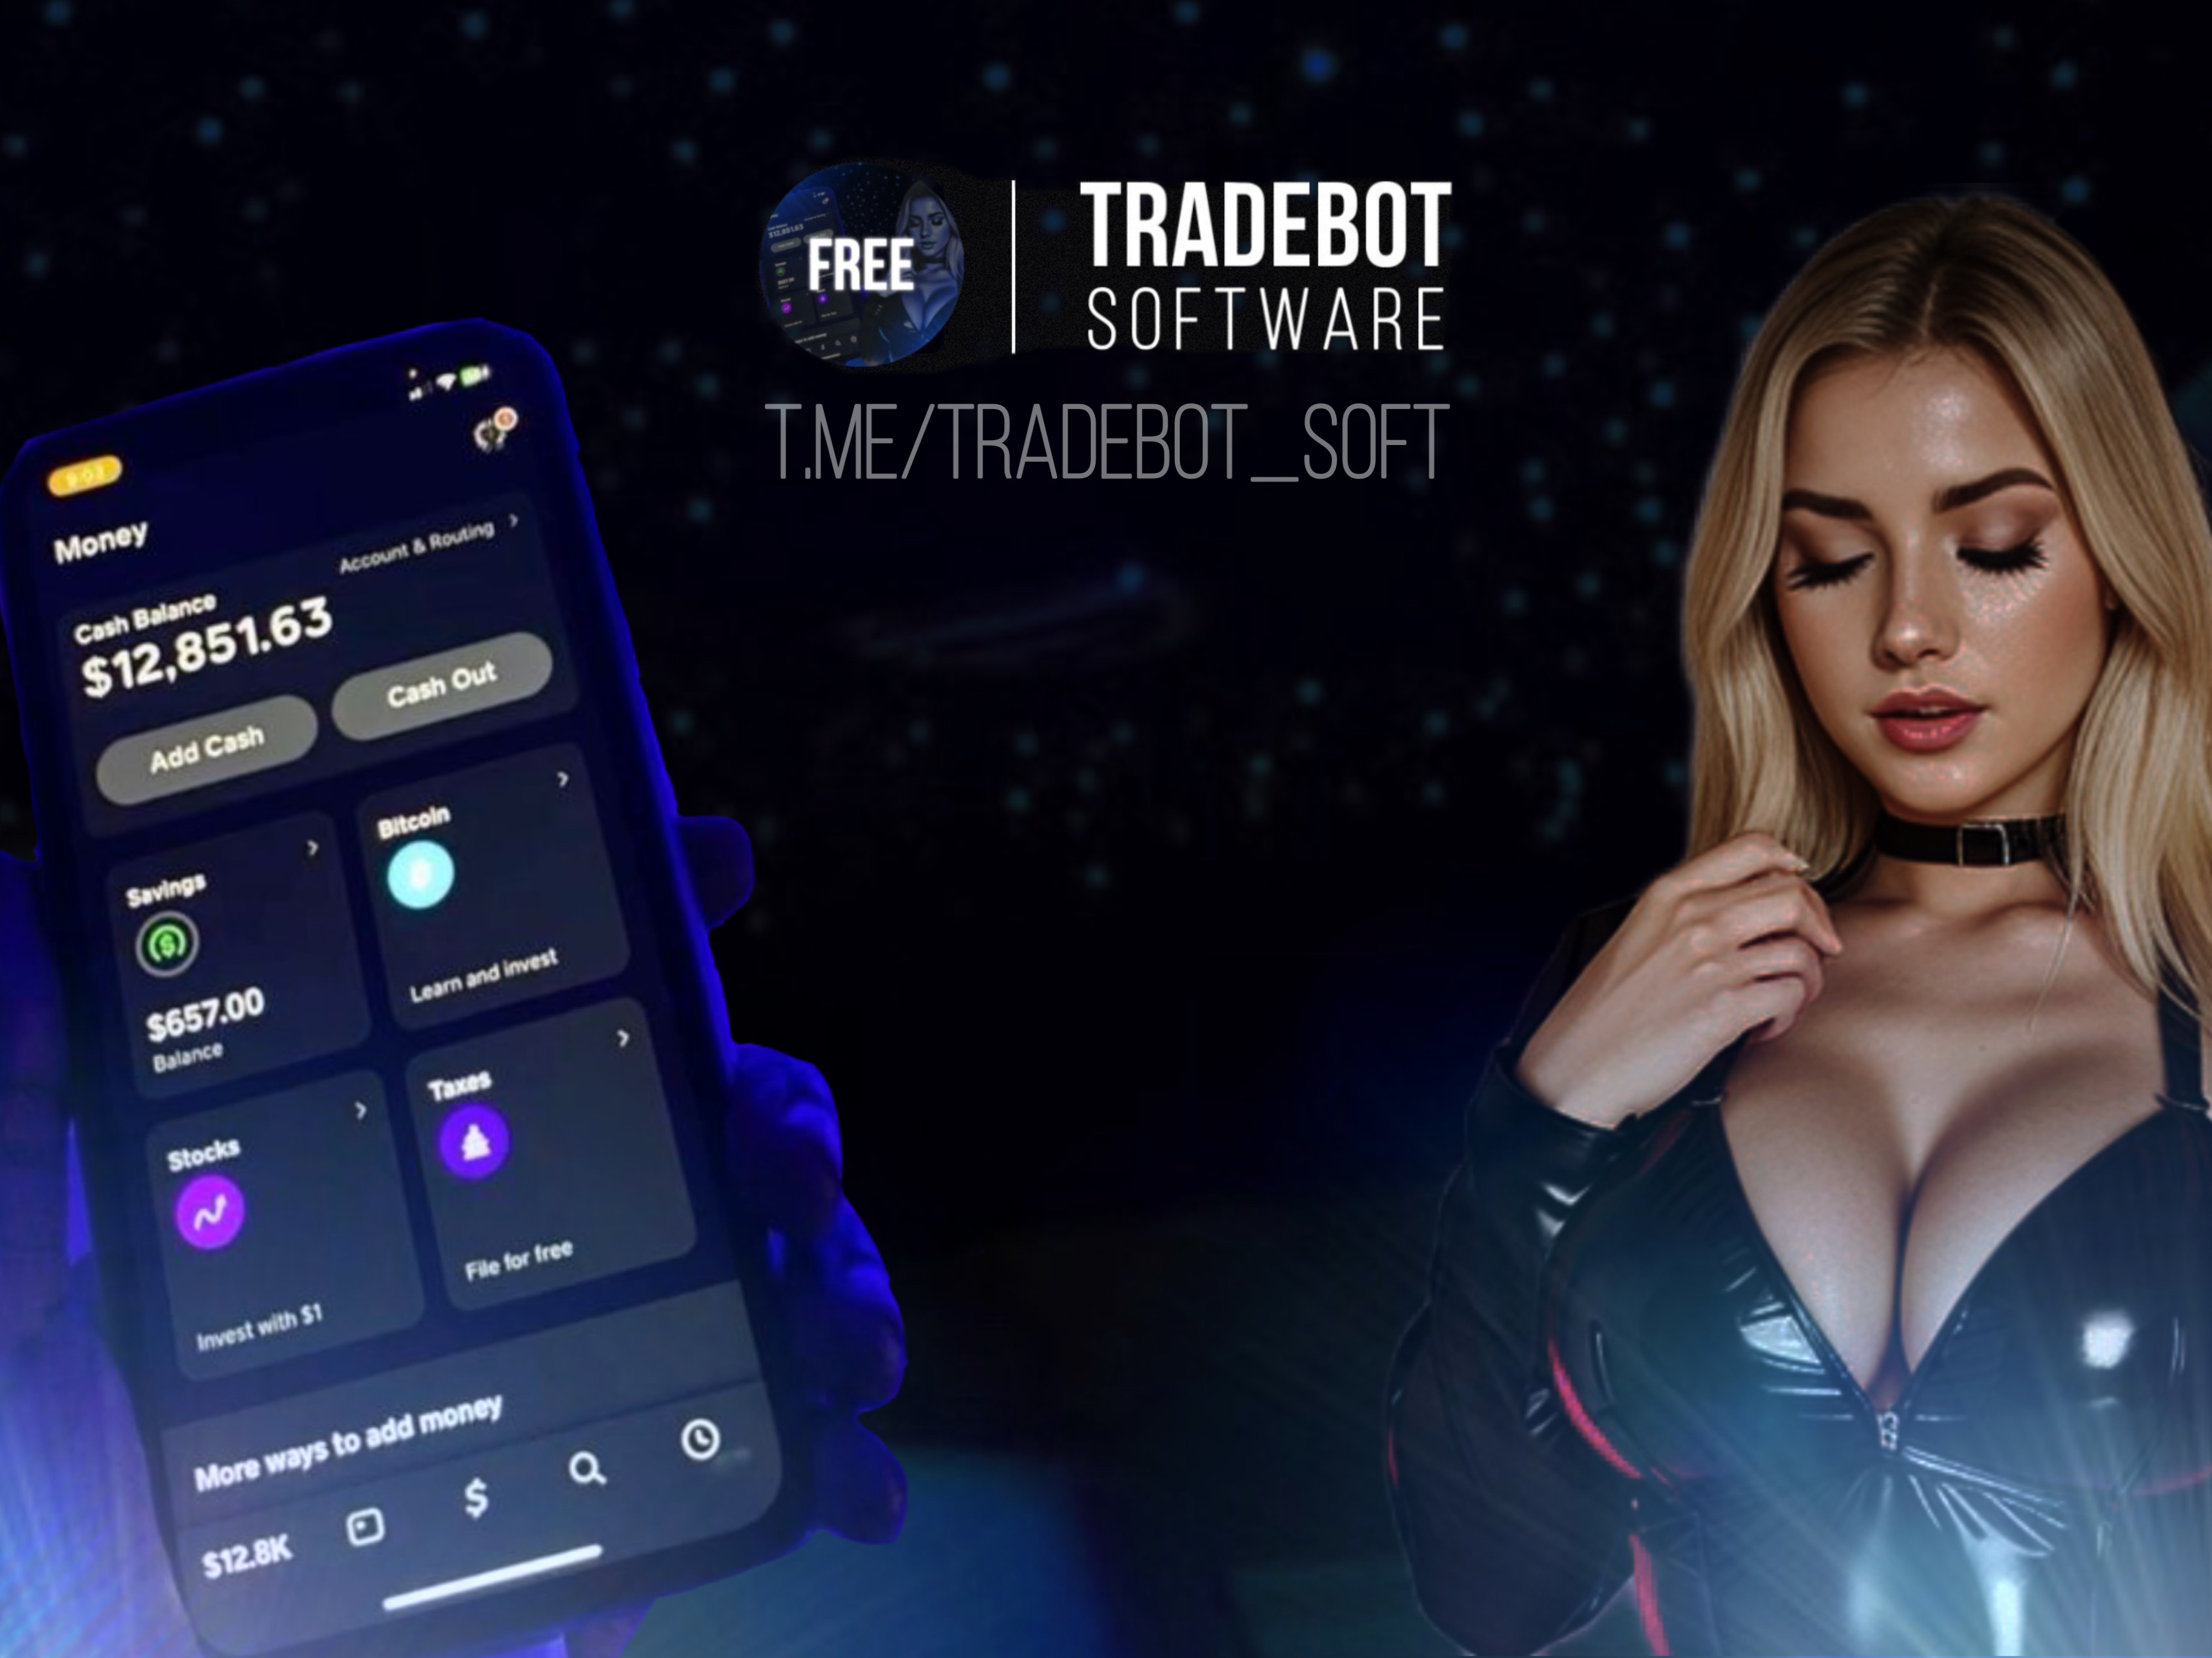 FREE
TRADEBOT
SOFTWARE
T.ME/TRADEBOT_SOFT
9:03
Money
Account & Routing
Cash Balance
$12,851.63
Add Cash
Cash Out
Savings
$657.00
Balance
Bitcoin
Learn and invest
Stocks
Invest with $1
Taxes
File for free
More ways to add money
$12.8K